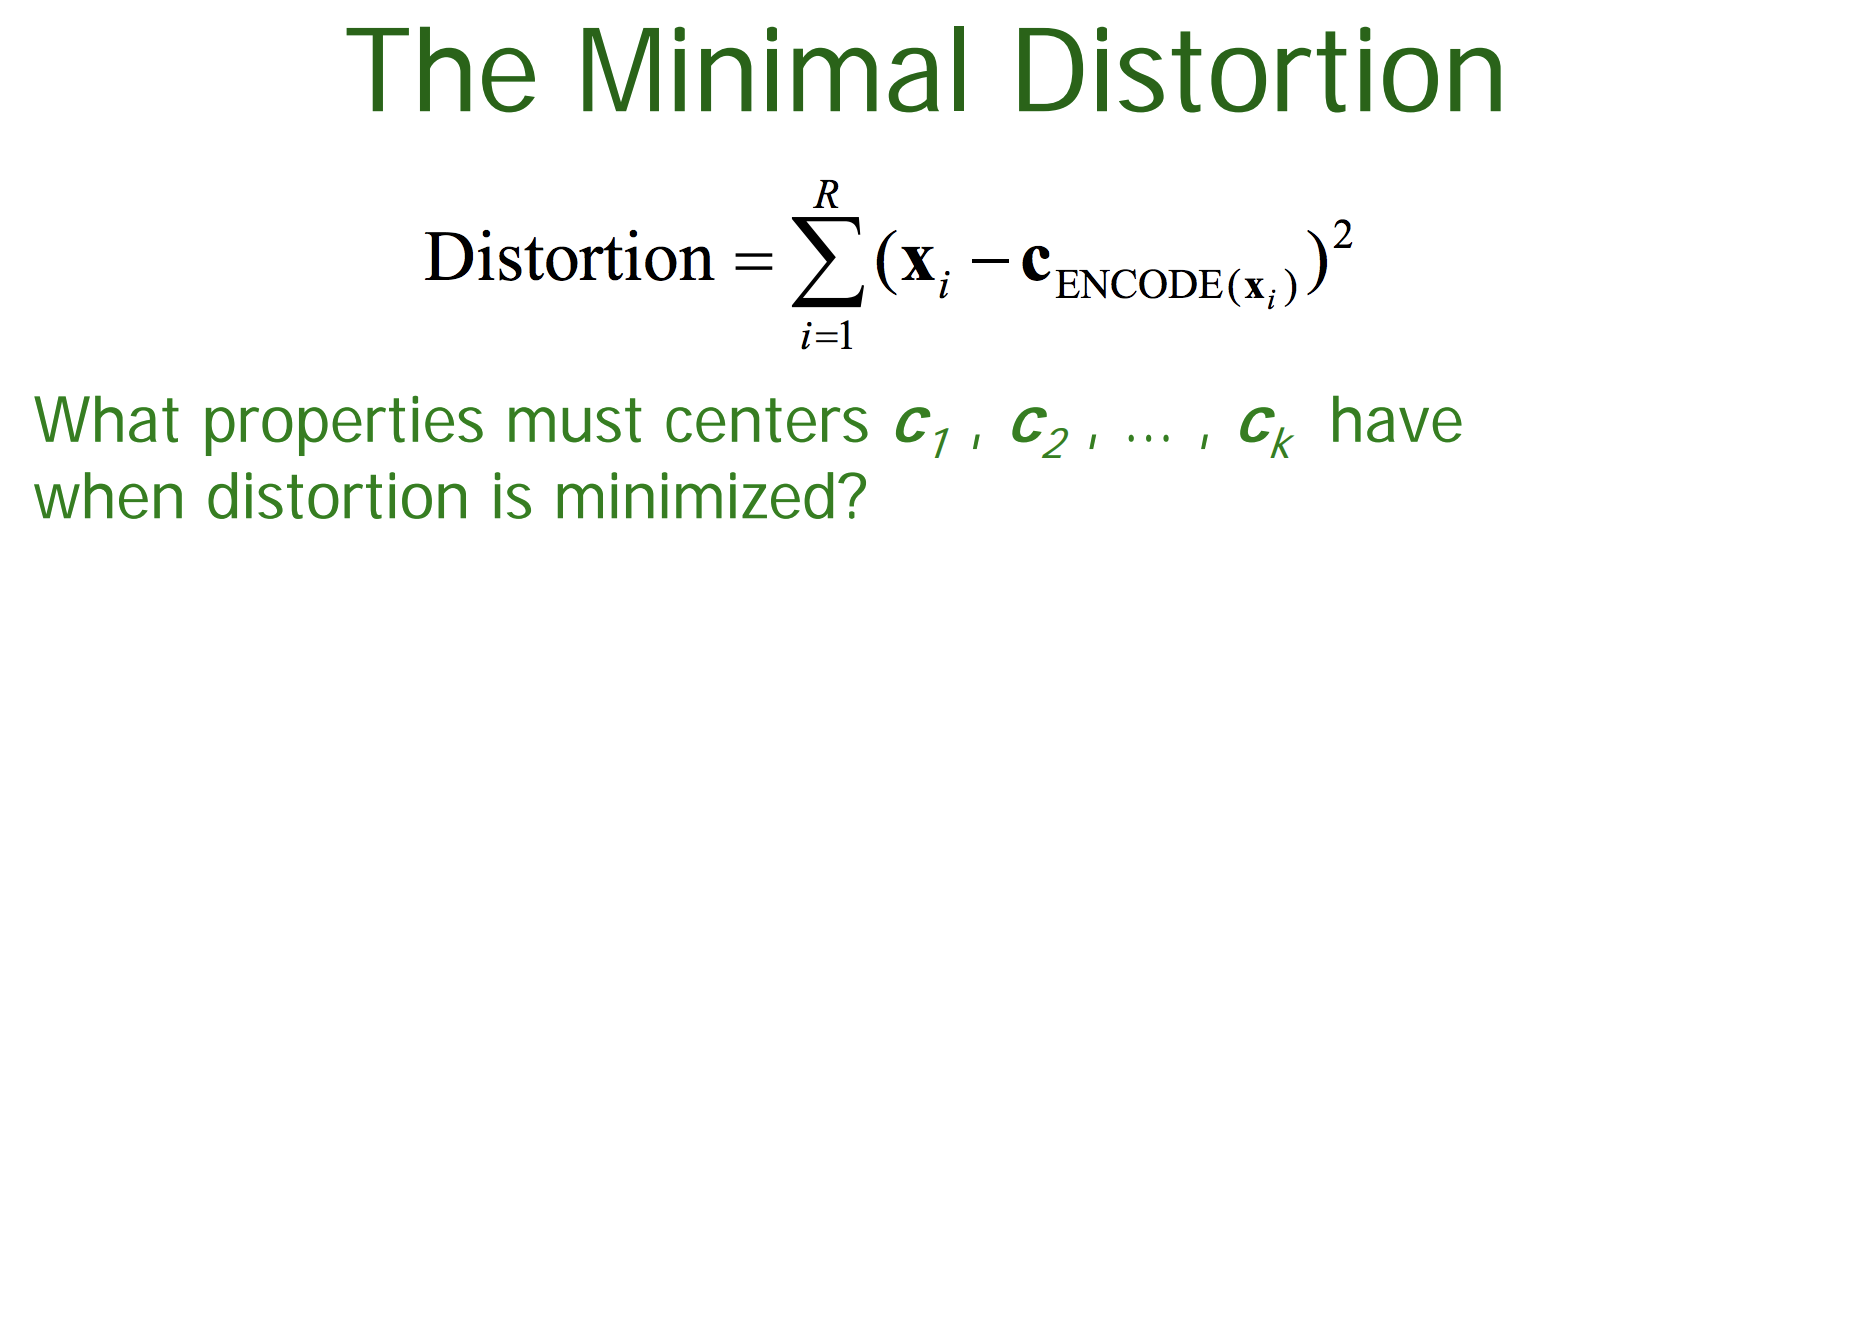 The Minimal Distortion
Distortion = ∑_{i=1}^{R} (x_i − c_{ENCODE(x_i)})^2
What properties must centers c_1 , c_2 , … , c_k have
when distortion is minimized?